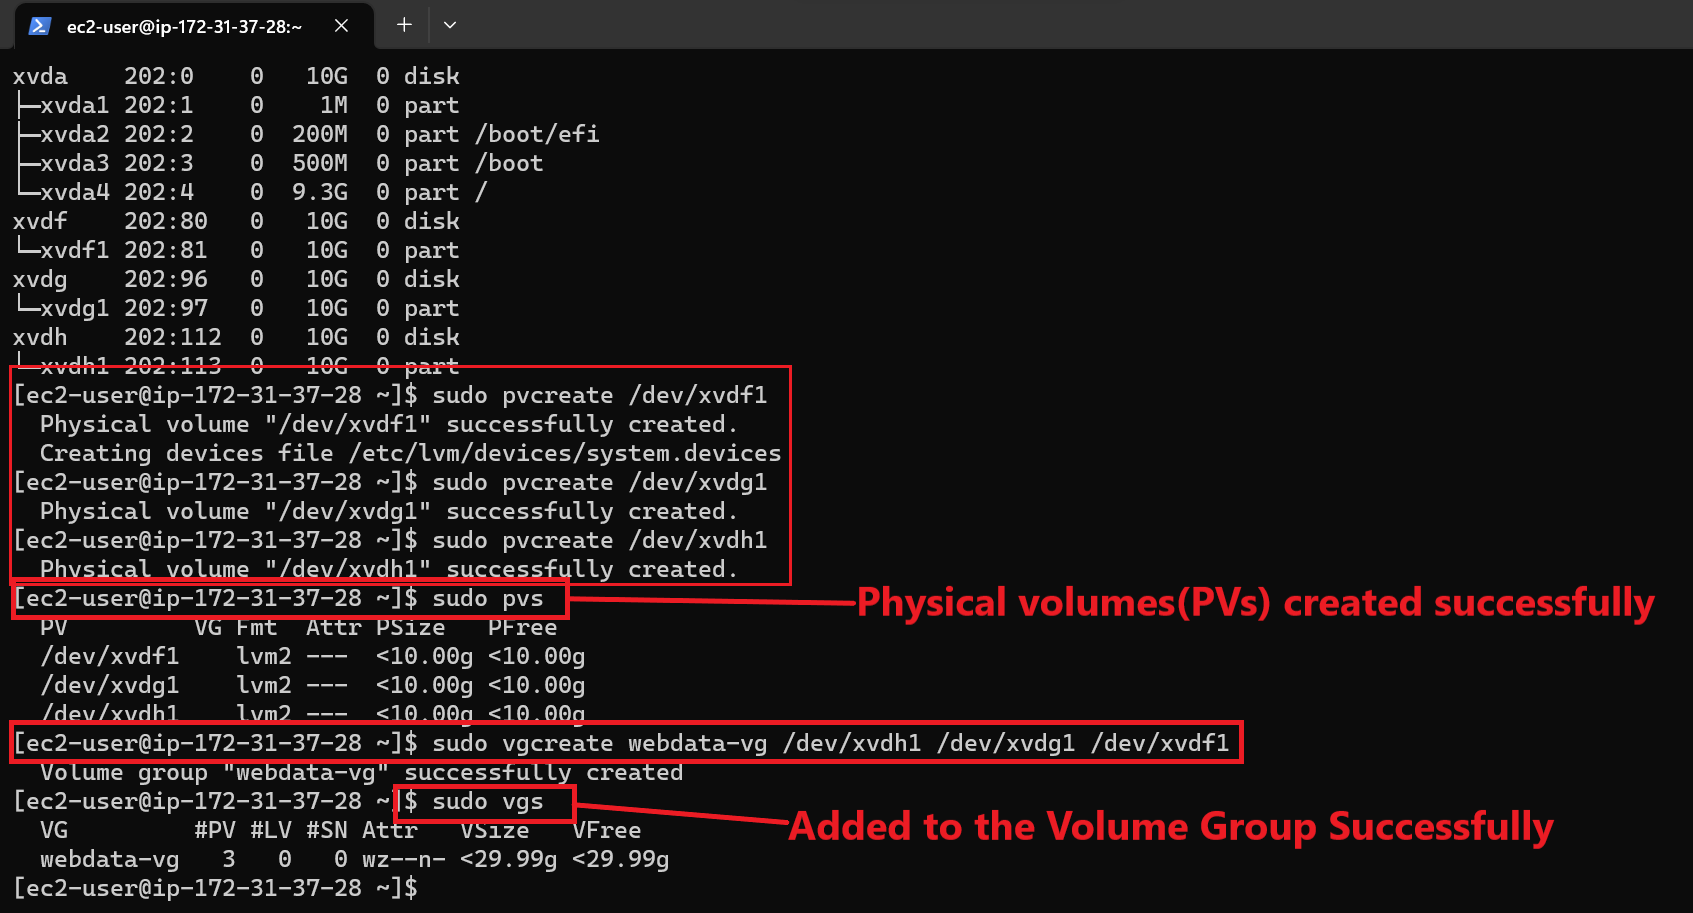 ec2-user@ip-172-31-37-28:~
xvda    202:0    0   10G  0 disk
├─xvda1 202:1    0    1M  0 part
├─xvda2 202:2    0  200M  0 part /boot/efi
├─xvda3 202:3    0  500M  0 part /boot
└─xvda4 202:4    0  9.3G  0 part /
xvdf    202:80   0   10G  0 disk
└─xvdf1 202:81   0   10G  0 part
xvdg    202:96   0   10G  0 disk
└─xvdg1 202:97   0   10G  0 part
xvdh    202:112  0   10G  0 disk
└─xvdh1 202:113  0   10G  0 part
[ec2-user@ip-172-31-37-28 ~]$ sudo pvcreate /dev/xvdf1
  Physical volume "/dev/xvdf1" successfully created.
  Creating devices file /etc/lvm/devices/system.devices
[ec2-user@ip-172-31-37-28 ~]$ sudo pvcreate /dev/xvdg1
  Physical volume "/dev/xvdg1" successfully created.
[ec2-user@ip-172-31-37-28 ~]$ sudo pvcreate /dev/xvdh1
  Physical volume "/dev/xvdh1" successfully created.
[ec2-user@ip-172-31-37-28 ~]$ sudo pvs
Physical volumes(PVs) created successfully
  PV         VG Fmt  Attr PSize   PFree
  /dev/xvdf1    lvm2 ---  <10.00g <10.00g
  /dev/xvdg1    lvm2 ---  <10.00g <10.00g
  /dev/xvdh1    lvm2 ---  <10.00g <10.00g
[ec2-user@ip-172-31-37-28 ~]$ sudo vgcreate webdata-vg /dev/xvdh1 /dev/xvdg1 /dev/xvdf1
  Volume group "webdata-vg" successfully created
[ec2-user@ip-172-31-37-28 ~]$ sudo vgs
Added to the Volume Group Successfully
  VG         #PV #LV #SN Attr   VSize   VFree
  webdata-vg   3   0   0 wz--n- <29.99g <29.99g
[ec2-user@ip-172-31-37-28 ~]$